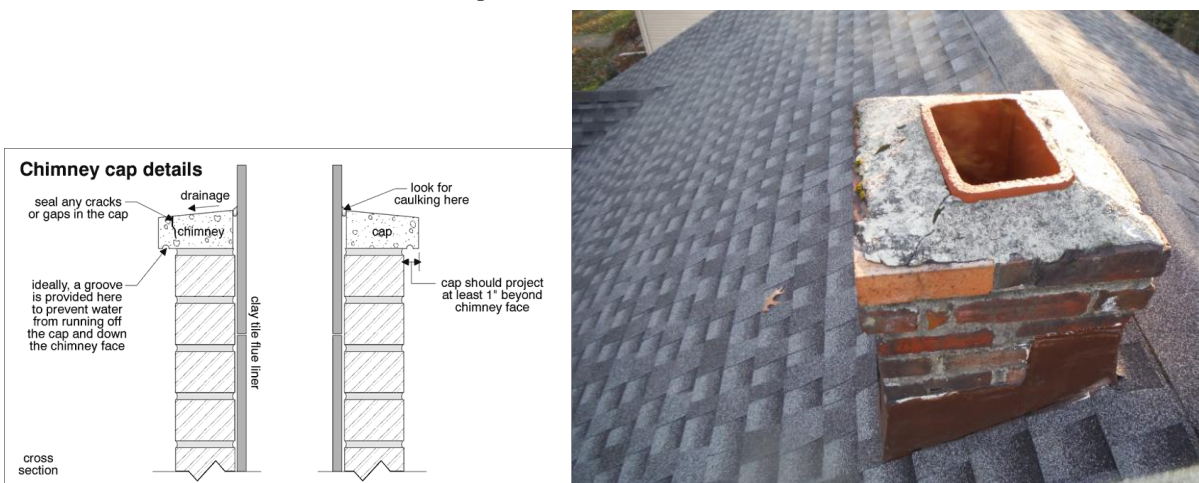 Chimney cap details
seal any cracks
or gaps in the cap
drainage
look for
caulking here
chimney
cap
ideally, a groove
is provided here
to prevent water
from running off
the cap and down
the chimney face
cap should project
at least 1" beyond
chimney face
clay tile flue liner
cross
section